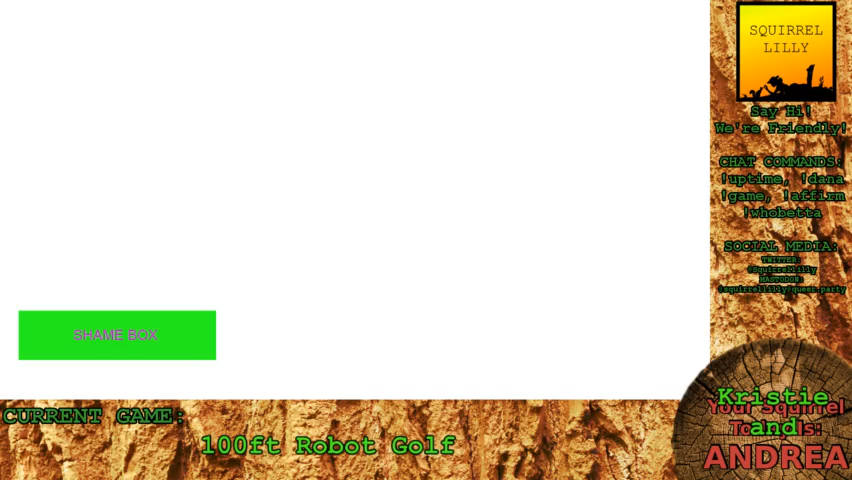 SQUIRREL
LILLY
Say Hi!
We're Friendly!
CHAT COMMANDS:
!uptime, !dana
!game, !affirm
!whobetta
SOCIAL MEDIA:
TWITTER:
@Squirrellilly
MASTODON:
@squirrellilly@queer.party
SHAME BOX
CURRENT GAME:
100ft Robot Golf
Kristie
Your Squirrel
and
Is:
ANDREA